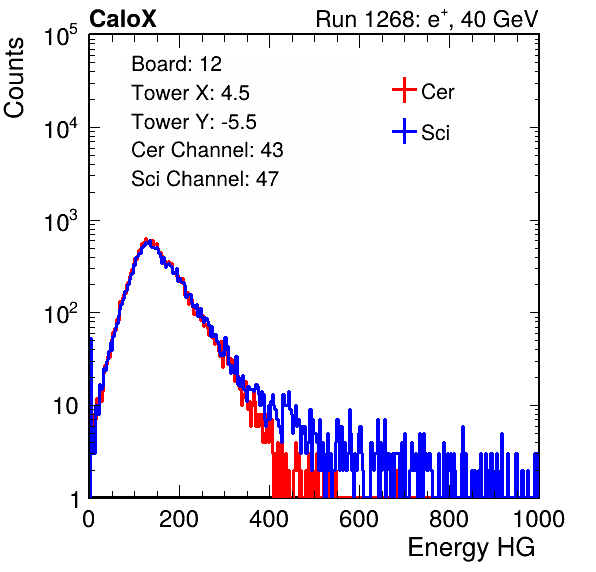 CaloX Run 1268: e⁺, 40 GeV
Counts
Board: 12
Tower X: 4.5
Tower Y: -5.5
Cer Channel: 43
Sci Channel: 47
Cer
Sci
10⁵
10⁴
10³
10²
10
1
0 200 400 600 800 1000
Energy HG